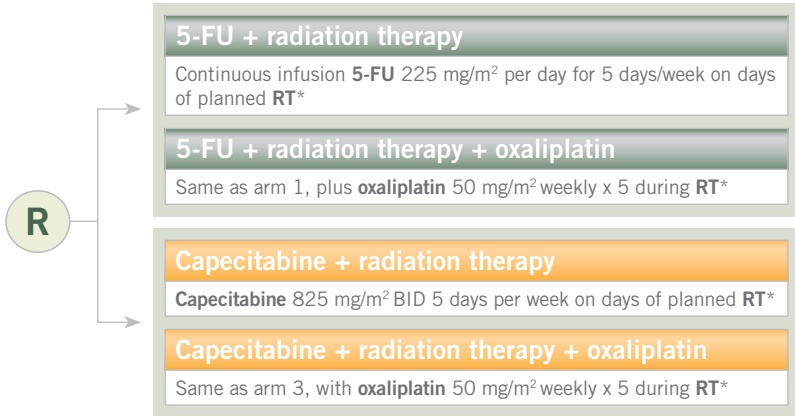 R
5-FU + radiation therapy
Continuous infusion 5-FU 225 mg/m² per day for 5 days/week on days
of planned RT*
5-FU + radiation therapy + oxaliplatin
Same as arm 1, plus oxaliplatin 50 mg/m² weekly x 5 during RT*
Capecitabine + radiation therapy
Capecitabine 825 mg/m² BID 5 days per week on days of planned RT*
Capecitabine + radiation therapy + oxaliplatin
Same as arm 3, with oxaliplatin 50 mg/m² weekly x 5 during RT*